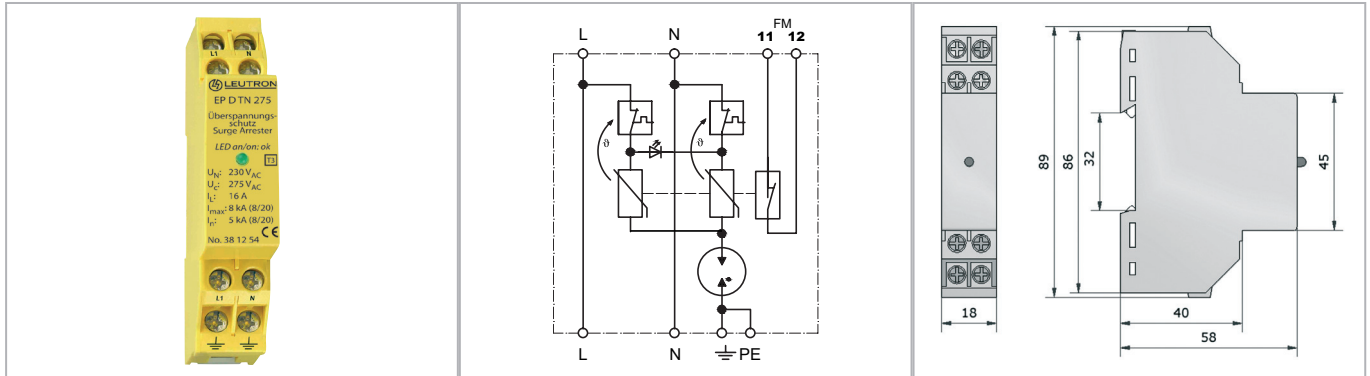 L1 N
LEUTRON
EP D TN 275
Überspannungs-
schutz
Surge Arrester
LED an/on: ok
T3
UN: 230 VAC
UC: 275 VAC
IL: 16 A
Imax: 8 kA (8/20)
In: 5 kA (8/20)
CE
No. 38 12 54
L1 N
L N FM
11 12
ϑ ϑ
L N PE
89
86
32
45
18
40
58